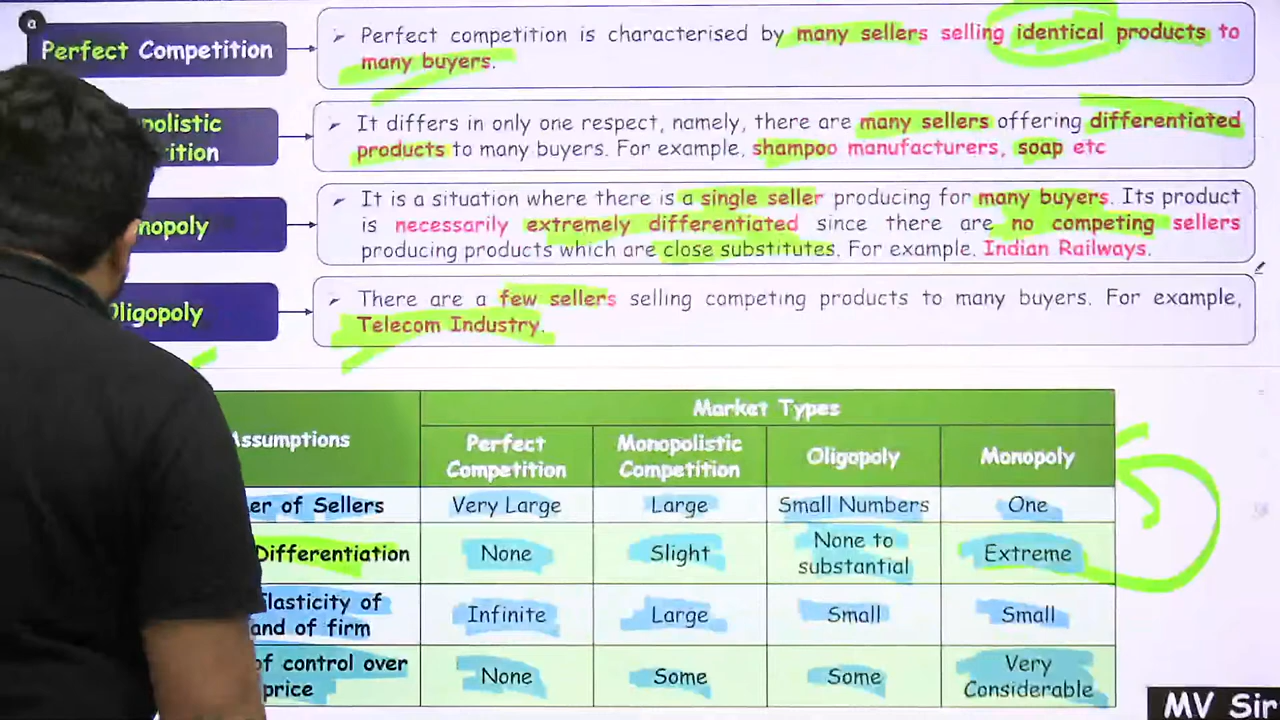 a
Perfect Competition
➢ Perfect competition is characterised by many sellers selling identical products to
many buyers.
➢ It differs in only one respect, namely, there are many sellers offering differentiated
products to many buyers. For example, shampoo manufacturers, soap etc
➢ It is a situation where there is a single seller producing for many buyers. Its product
is necessarily extremely differentiated since there are no competing sellers
producing products which are close substitutes. For example. Indian Railways.
Oligopoly
➢ There are a few sellers selling competing products to many buyers. For example,
Telecom Industry.
Assumptions
Market Types
Perfect
Competition
Monopolistic
Competition
Oligopoly
Monopoly
er of Sellers
Very Large
Large
Small Numbers
One
Differentiation
None
Slight
None to
substantial
Extreme
Elasticity of
and of firm
Infinite
Large
Small
Small
of control over
price
None
Some
Some
Very
Considerable
MV Sir